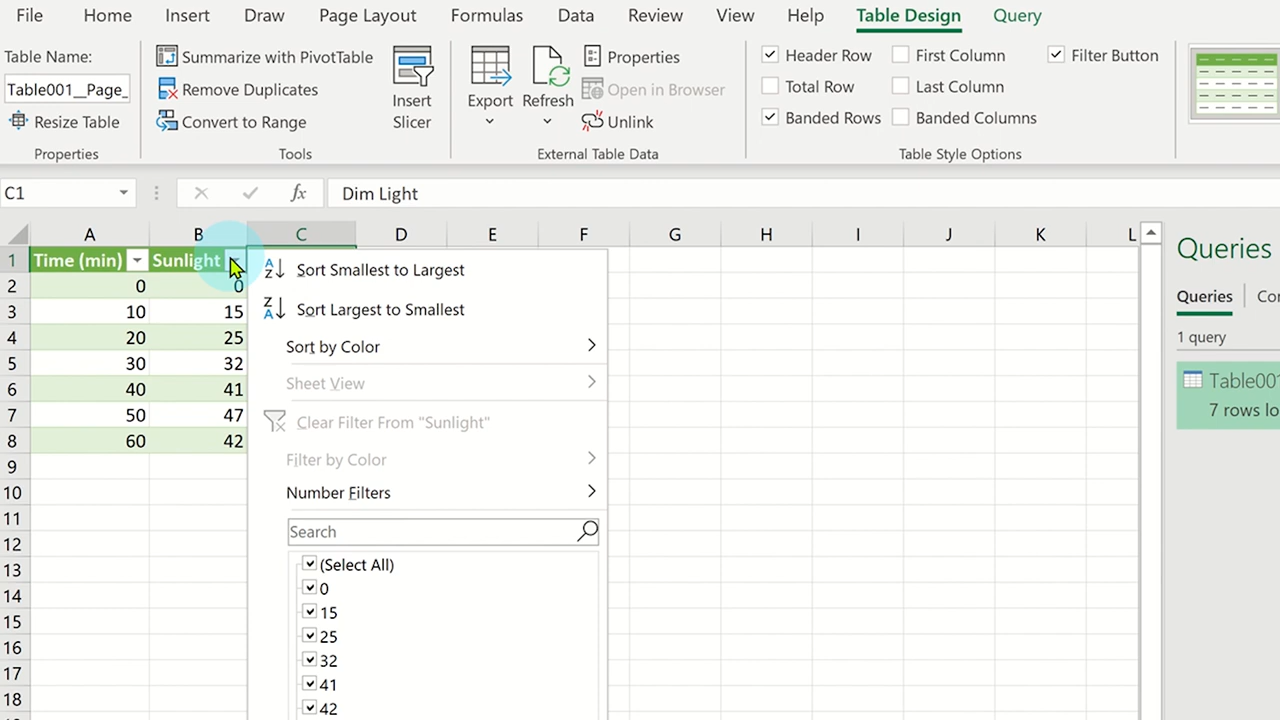 File Home Insert Draw Page Layout Formulas Data Review View Help Table Design Query
Table Name:
Table001__Page_
Resize Table
Properties
Summarize with PivotTable
Remove Duplicates
Convert to Range
Insert
Slicer
Tools
Export
Refresh
Properties
Open in Browser
Unlink
External Table Data
Header Row
Total Row
Banded Rows
First Column
Last Column
Banded Columns
Filter Button
Table Style Options
C1 fx Dim Light
A B C D E F G H I J K L
1 Time (min) Sunlight
2 0 0
3 10 15
4 20 25
5 30 32
6 40 41
7 50 47
8 60 42
9
10
11
12
13
14
15
16
17
18
Sort Smallest to Largest
Sort Largest to Smallest
Sort by Color
Sheet View
Clear Filter From "Sunlight"
Filter by Color
Number Filters
Search
(Select All)
0
15
25
32
41
42
Queries
Queries
1 query
7 rows